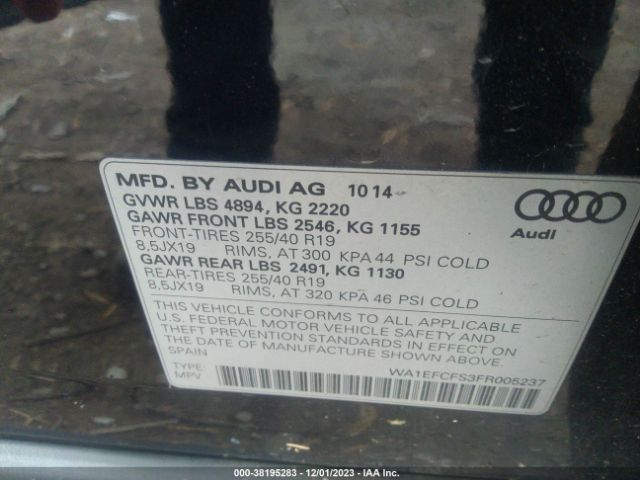 MFD. BY AUDI AG 10 14
GVWR LBS 4894, KG 2220
GAWR FRONT LBS 2546, KG 1155
FRONT-TIRES 255/40 R19
8,5JX19 RIMS, AT 300 KPA 44 PSI COLD
GAWR REAR LBS 2491, KG 1130
REAR-TIRES 255/40 R19
8,5JX19 RIMS, AT 320 KPA 46 PSI COLD
Audi
THIS VEHICLE CONFORMS TO ALL APPLICABLE
U.S. FEDERAL MOTOR VEHICLE SAFETY AND
THEFT PREVENTION STANDARDS IN EFFECT ON
THE DATE OF MANUFACTURE SHOWN ABOVE.
SPAIN
WA1EFCFS3FR005237
TYPE:
MPV
000-38195283 - 12/01/2023 - IAA Inc.